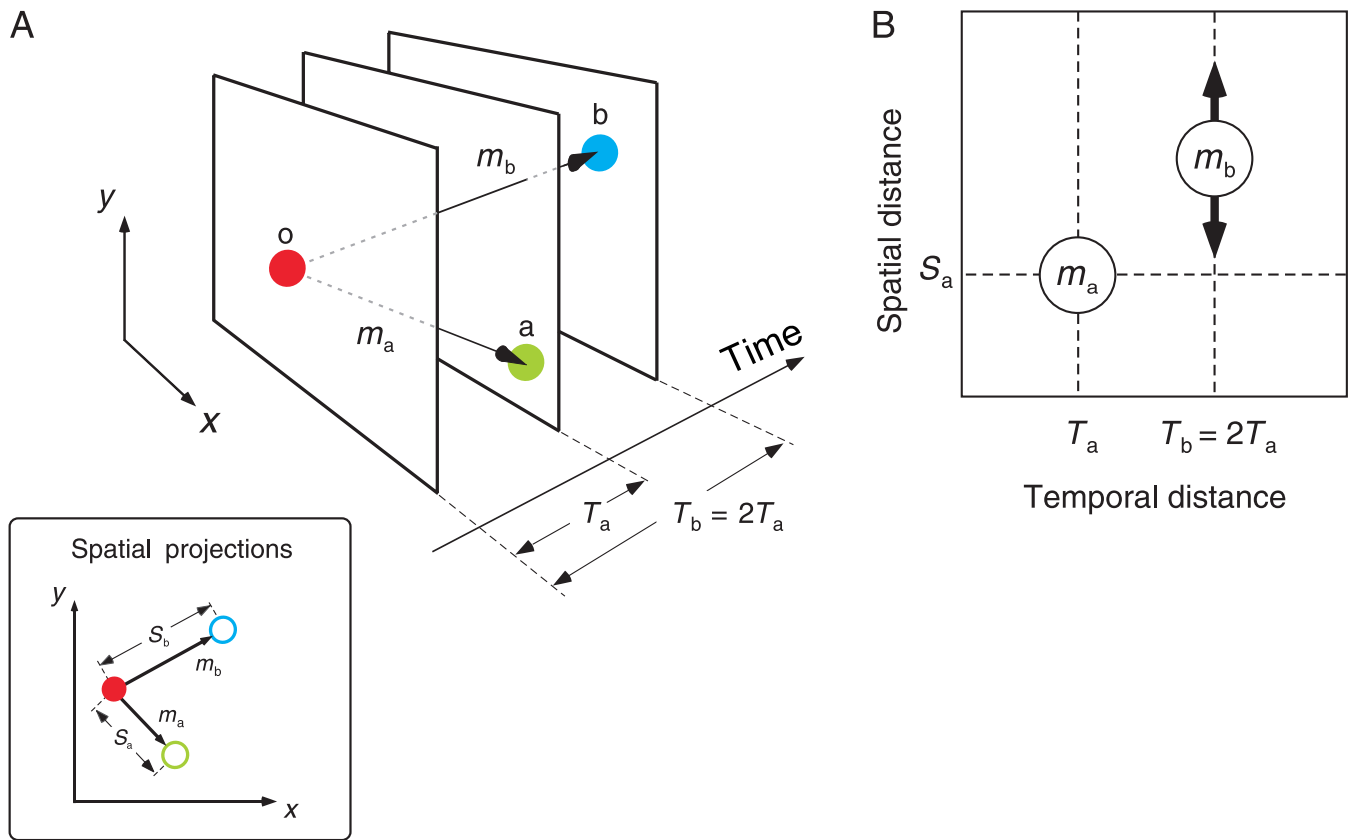 A
b
m_b
y
o
a
m_a
x
Time
T_a
T_b = 2T_a
Spatial projections
y
S_b
m_b
m_a
S_a
x
B
Spatial distance
m_b
S_a
m_a
T_a
T_b = 2T_a
Temporal distance